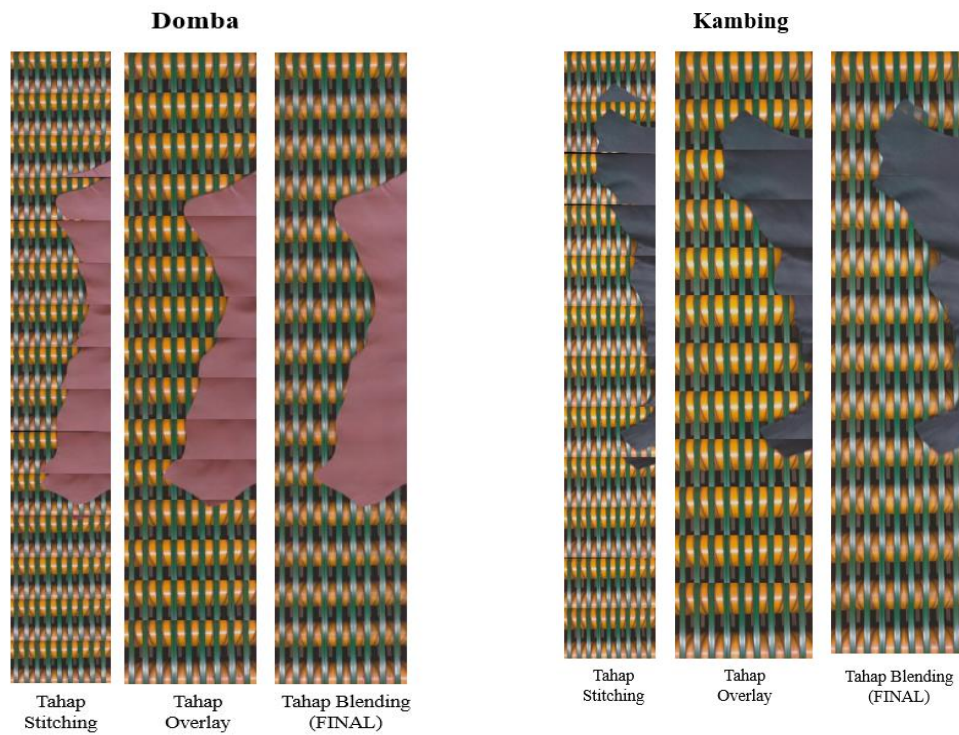 Domba
Kambing
Tahap
Stitching
Tahap
Overlay
Tahap Blending
(FINAL)
Tahap
Stitching
Tahap
Overlay
Tahap Blending
(FINAL)